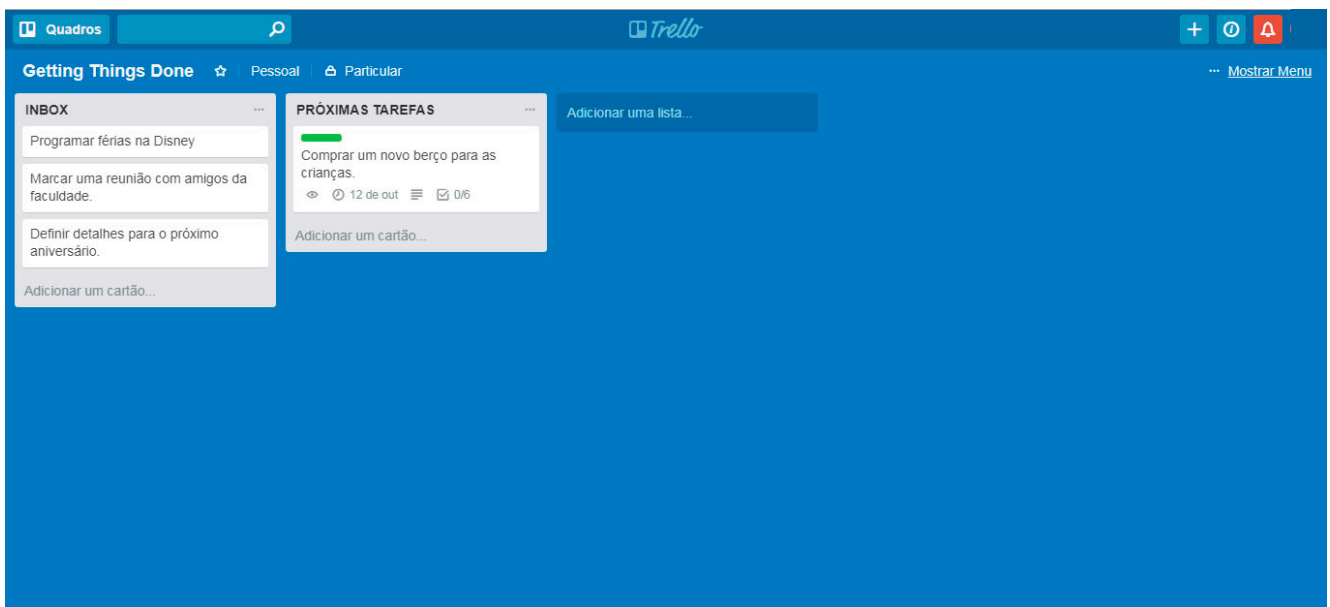 Quadros
Trello
Getting Things Done
Pessoal
Particular
... Mostrar Menu
INBOX ...
Programar férias na Disney
Marcar uma reunião com amigos da
faculdade.
Definir detalhes para o próximo
aniversário.
Adicionar um cartão...
PRÓXIMAS TAREFAS ...
Comprar um novo berço para as
crianças.
12 de out 0/6
Adicionar um cartão...
Adicionar uma lista...